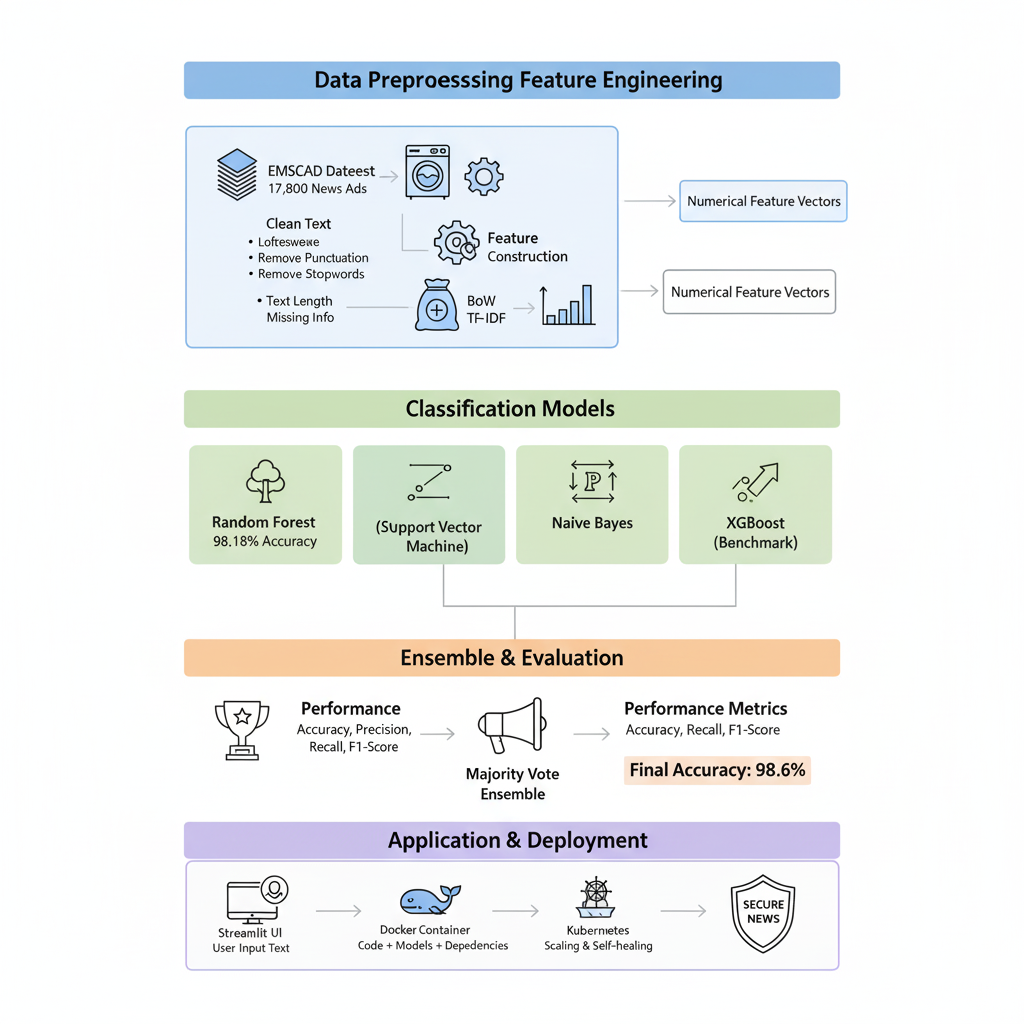 Data Preproesssing Feature Engineering
EMSCAD Dateest
17,800 News Ads
Clean Text
• Lofreswere
• Remove Punctuation
• Remove Stopwords
• Text Length
Missing Info
Feature
Construction
BoW
TF-IDF
Numerical Feature Vectors
Numerical Feature Vectors
Classification Models
Random Forest
98.18% Accuracy
(Support Vector
Machine)
P
Naive Bayes
XGBoost
(Benchmark)
Ensemble & Evaluation
Performance
Accuracy, Precision,
Recall, F1-Score
Majority Vote
Ensemble
Performance Metrics
Accuracy, Recall, F1-Score
Final Accuracy: 98.6%
Application & Deployment
Streamlit UI
User Input Text
Docker Container
Code + Models + Depedencies
Kubernetes
Scaling & Self-healing
SECURE
NEWS